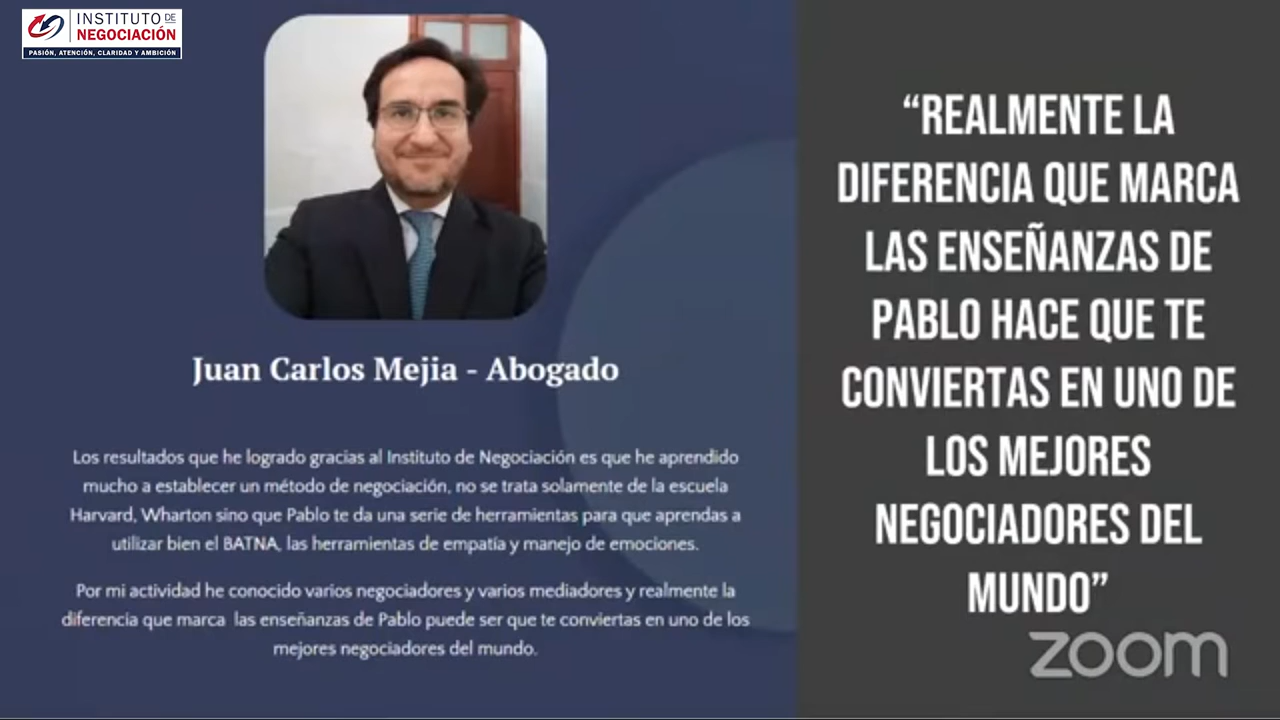 INSTITUTO DE
NEGOCIACIÓN
PASIÓN, ATENCIÓN, CLARIDAD Y AMBICIÓN
Juan Carlos Mejia - Abogado
Los resultados que he logrado gracias al Instituto de Negociación es que he aprendido
mucho a establecer un método de negociación, no se trata solamente de la escuela
Harvard, Wharton sino que Pablo te da una serie de herramientas para que aprendas a
utilizar bien el BATNA, las herramientas de empatía y manejo de emociones.
Por mi actividad he conocido varios negociadores y varios mediadores y realmente la
diferencia que marca las enseñanzas de Pablo puede ser que te conviertas en uno de los
mejores negociadores del mundo.
“REALMENTE LA
DIFERENCIA QUE MARCA
LAS ENSEÑANZAS DE
PABLO HACE QUE TE
CONVIERTAS EN UNO DE
LOS MEJORES
NEGOCIADORES DEL
MUNDO”
zoom